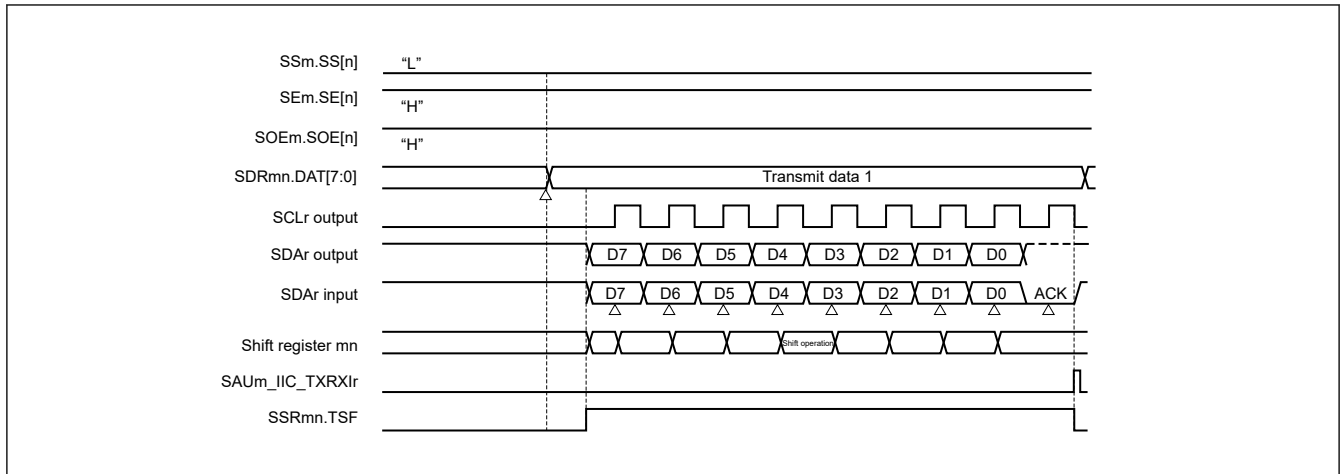 SSm.SS[n] “L”
SEm.SE[n] “H”
SOEm.SOE[n] “H”
SDRmn.DAT[7:0] Transmit data 1
SCLr output
SDAr output D7 D6 D5 D4 D3 D2 D1 D0
SDAr input D7 D6 D5 D4 D3 D2 D1 D0 ACK
Shift register mn Shift operation
SAUm_IIC_TXRXIr
SSRmn.TSF